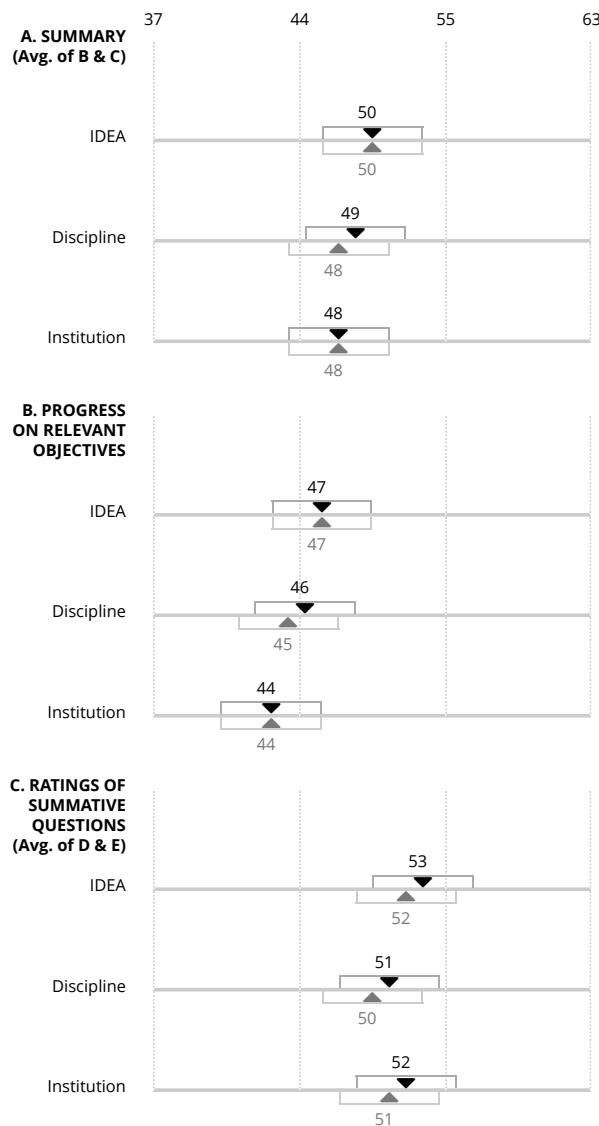 37 44 55 63
A. SUMMARY
(Avg. of B & C)
50
IDEA
50
49
Discipline
48
48
Institution
48
B. PROGRESS
ON RELEVANT
OBJECTIVES
47
IDEA
47
46
Discipline
45
44
Institution
44
C. RATINGS OF
SUMMATIVE
QUESTIONS
(Avg. of D & E)
53
IDEA
52
51
Discipline
50
52
Institution
51